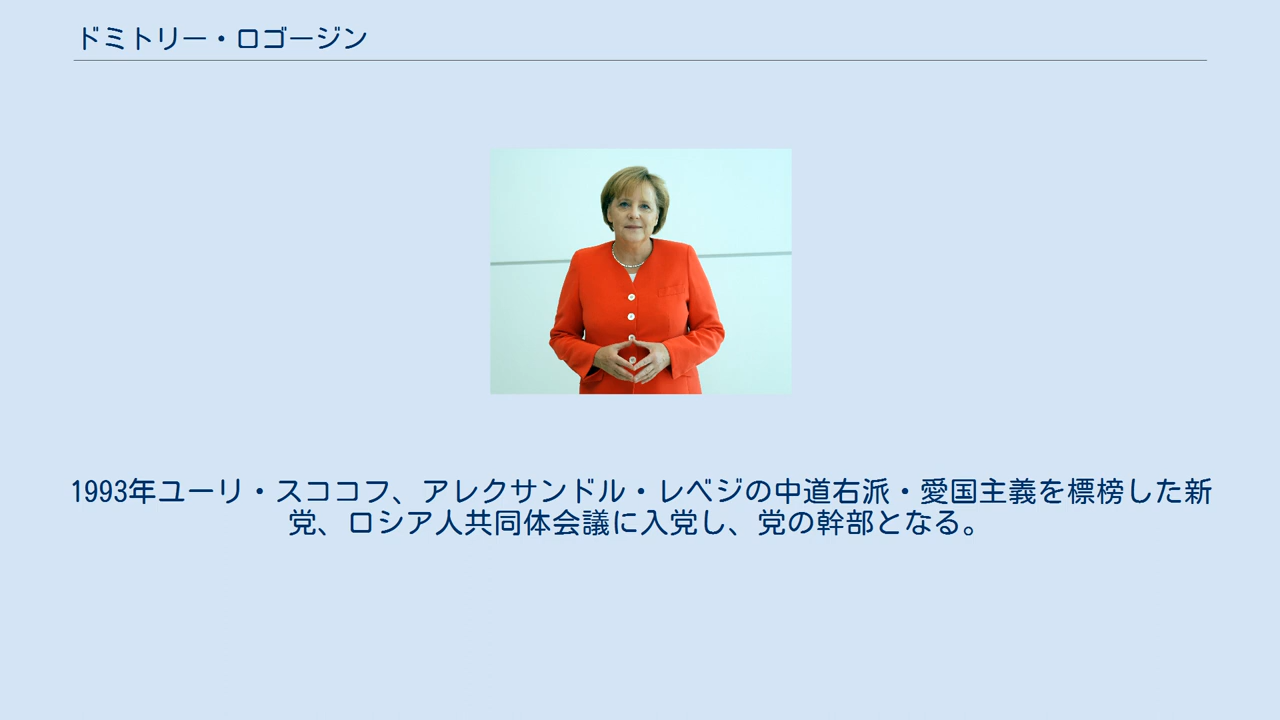 ドミトリー・ロゴージン
1993年ユーリ・スココフ、アレクサンドル・レベジの中道右派・愛国主義を標榜した新
党、ロシア人共同体会議に入党し、党の幹部となる。